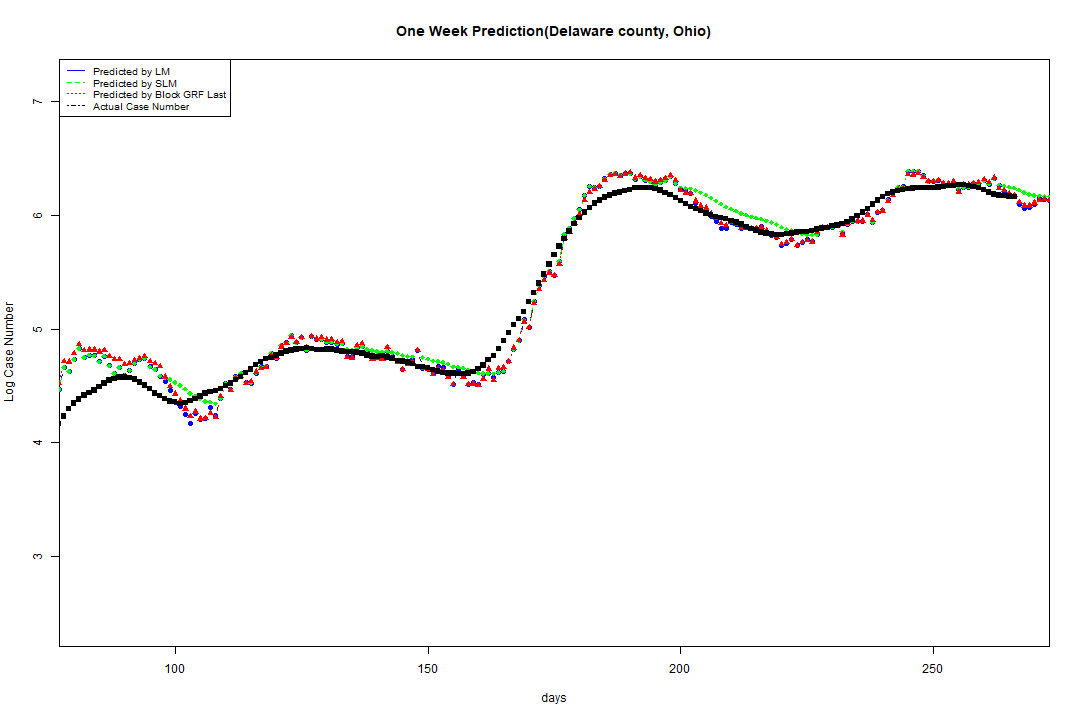 One Week Prediction(Delaware county, Ohio)
Predicted by LM
Predicted by SLM
Predicted by Block GRF Last
Actual Case Number
7
6
5
4
3
Log Case Number
100 150 200 250
days